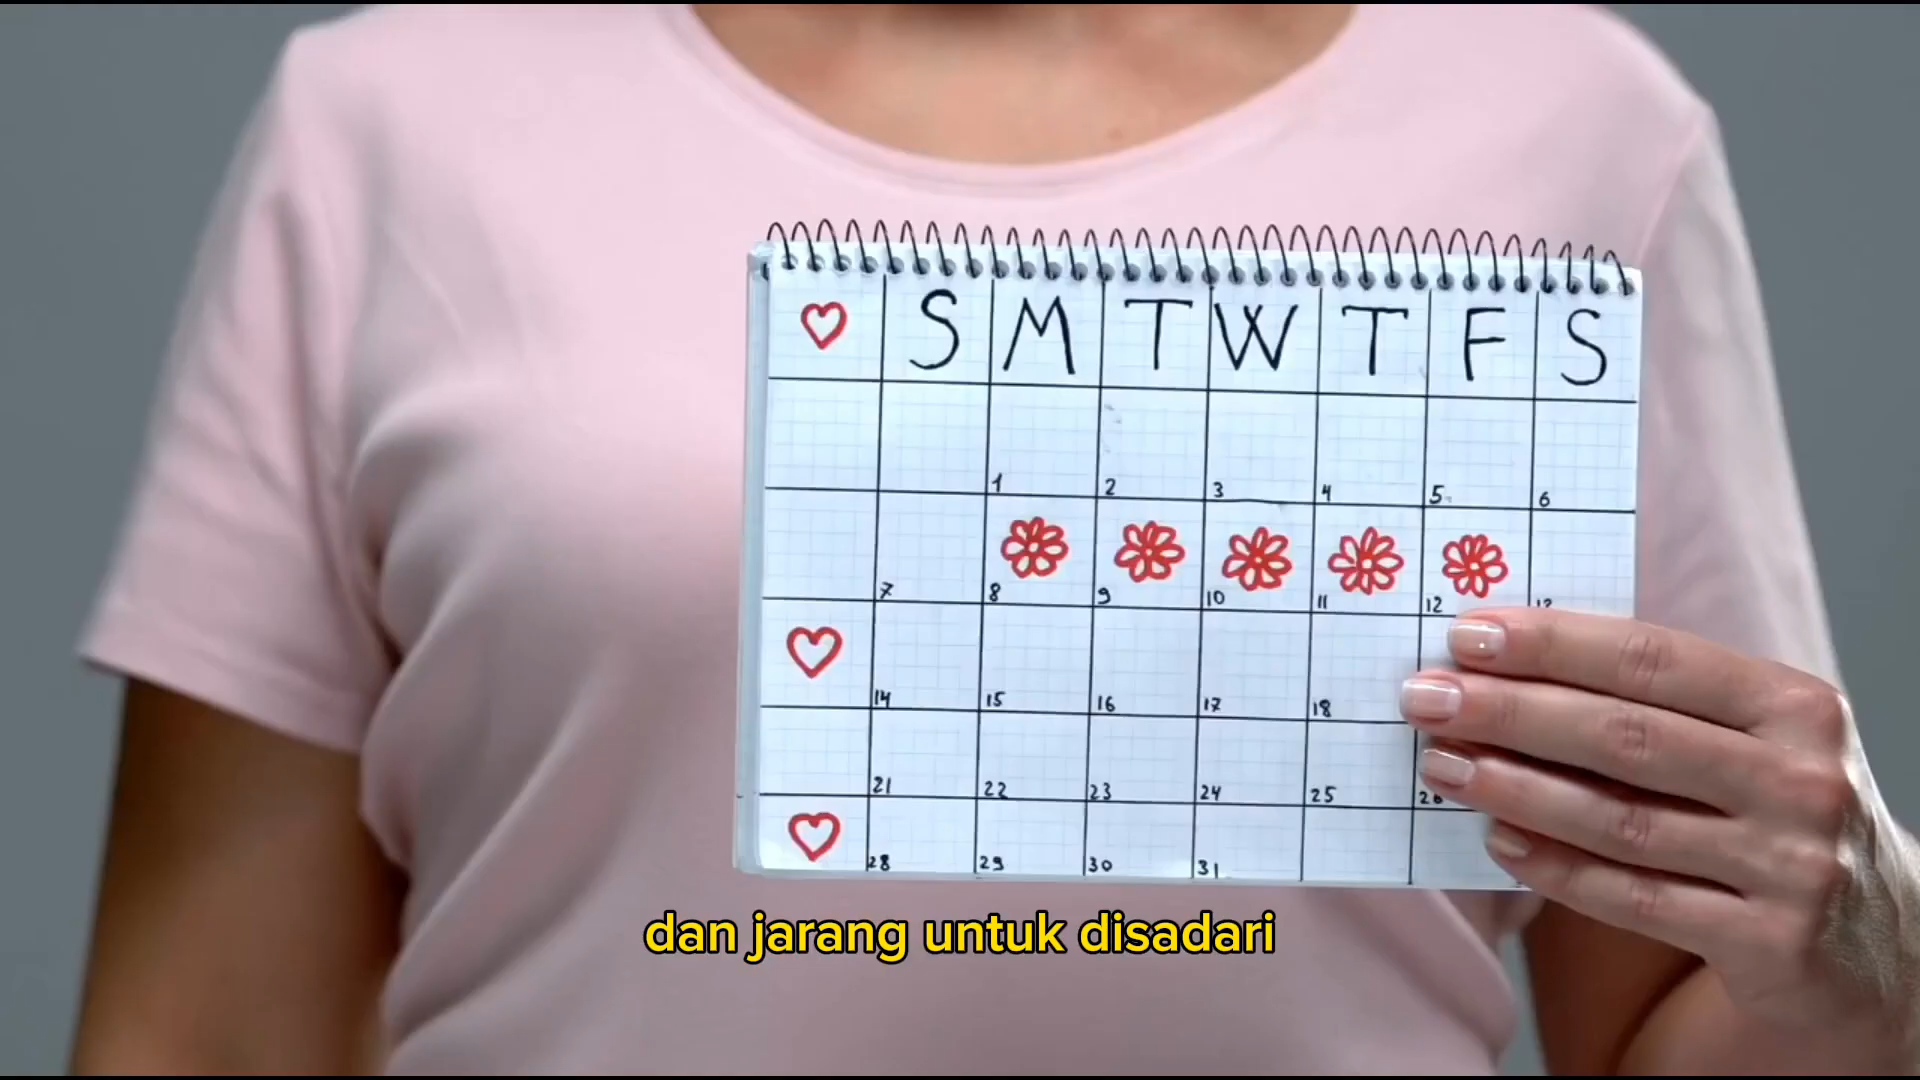 S M T W T F S
1 2 3 4 5 6
7 8 9 10 11 12
14 15 16 17 18
21 22 23 24 25
28 29 30 31
dan jarang untuk disadari